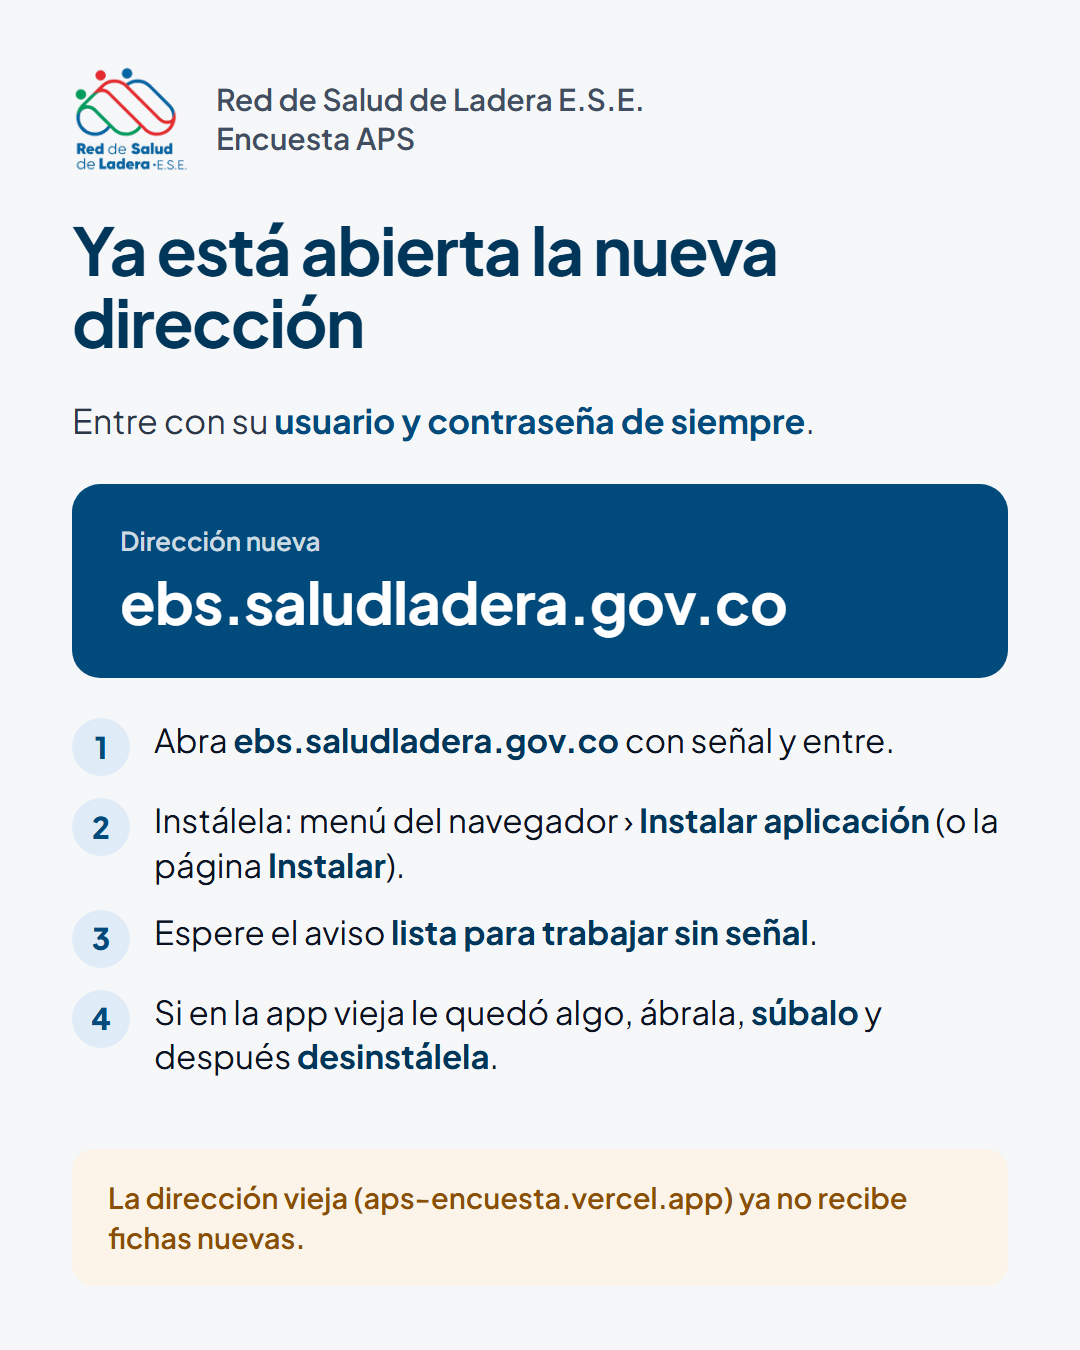 Red de Salud
de Ladera •E.S.E.
Red de Salud de Ladera E.S.E.
Encuesta APS
Ya está abierta la nueva
dirección
Entre con su usuario y contraseña de siempre.
Dirección nueva
ebs.saludladera.gov.co
1 Abra ebs.saludladera.gov.co con señal y entre.
2 Instálela: menú del navegador › Instalar aplicación (o la
página Instalar).
3 Espere el aviso lista para trabajar sin señal.
4 Si en la app vieja le quedó algo, ábrala, súbalo y
después desinstálela.
La dirección vieja (aps-encuesta.vercel.app) ya no recibe
fichas nuevas.